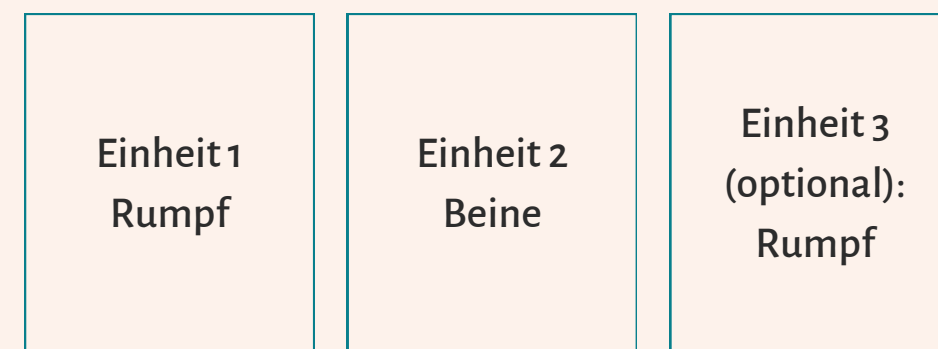 Einheit 1
Rumpf
Einheit 2
Beine
Einheit 3
(optional):
Rumpf